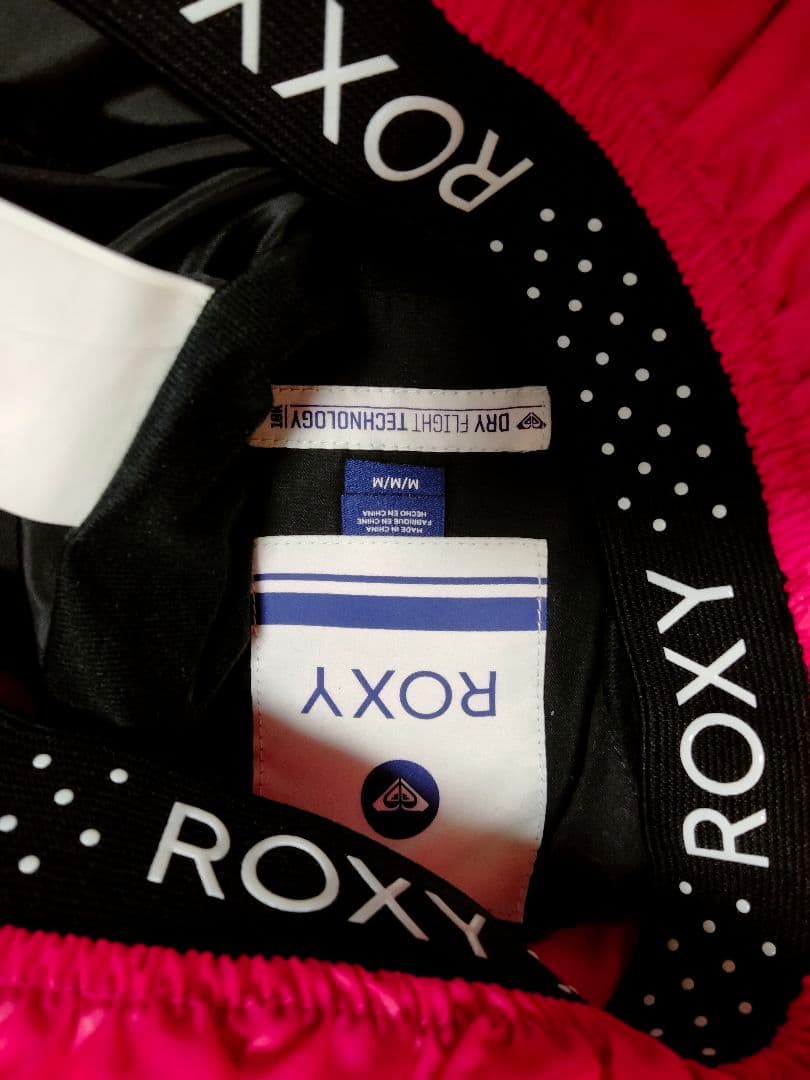 ROXY
DRY FLIGHT TECHNOLOGY
M/M/M
MADE IN CHINA
FABRIQUE EN CHINE
HECHO EN CHINA
ROXY
ROXY
ROXY